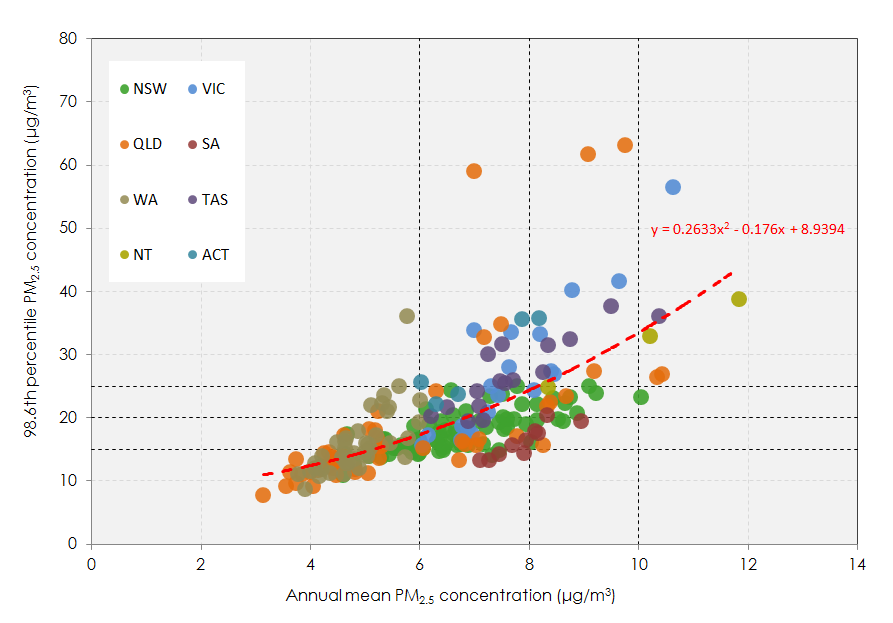 98.6th percentile PM2.5 concentration (µg/m³)
80
70
60
50
40
30
20
10
0
NSW VIC
QLD SA
WA TAS
NT ACT
y = 0.2633x² - 0.176x + 8.9394
0 2 4 6 8 10 12 14
Annual mean PM2.5 concentration (µg/m³)